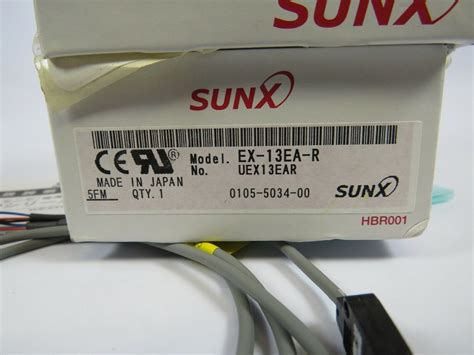 SUNX
SUNX
CE UR Model. EX-13EA-R
No. UEX13EAR
MADE IN JAPAN
5FM QTY.1 0105-5034-00 SUNX
HBR001